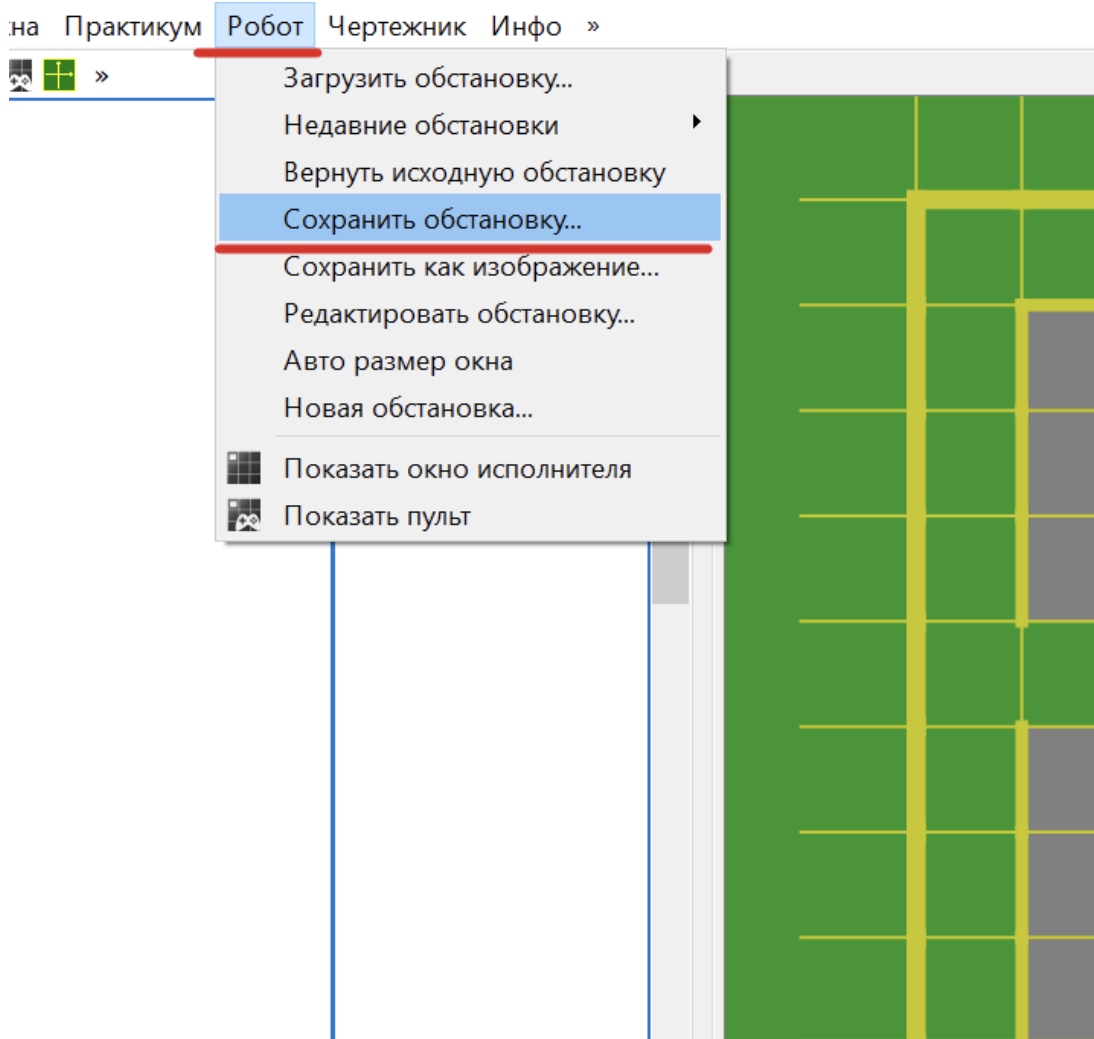 на Практикум Робот Чертежник Инфо »
»
Загрузить обстановку...
Недавние обстановки
Вернуть исходную обстановку
Сохранить обстановку...
Сохранить как изображение...
Редактировать обстановку...
Авто размер окна
Новая обстановка...
Показать окно исполнителя
Показать пульт